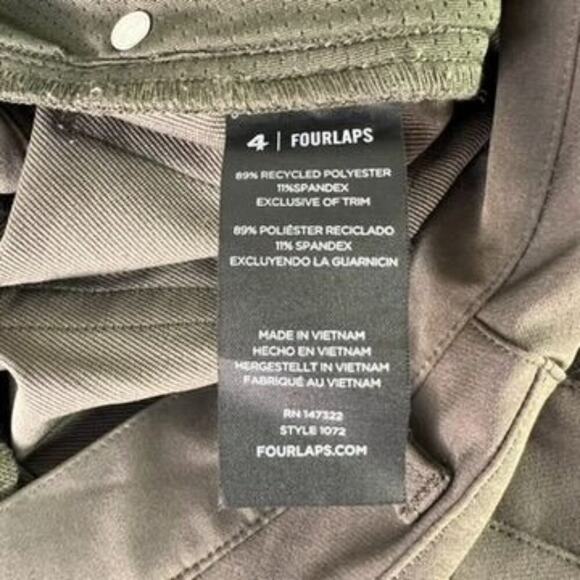 4 | FOURLAPS
89% RECYCLED POLYESTER
11%SPANDEX
EXCLUSIVE OF TRIM
89% POLIÉSTER RECICLADO
11% SPANDEX
EXCLUYENDO LA GUARNICIN
MADE IN VIETNAM
HECHO EN VIETNAM
HERGESTELLT IN VIETNAM
FABRIQUÉ AU VIETNAM
RN 147322
STYLE 1072
FOURLAPS.COM